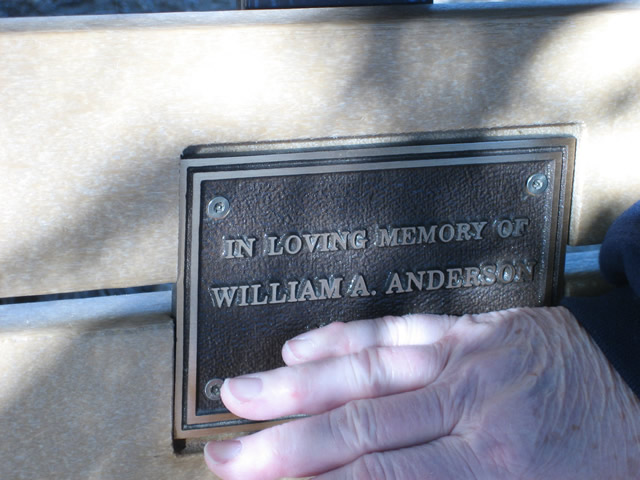 IN LOVING MEMORY OF
WILLIAM A. ANDERSON